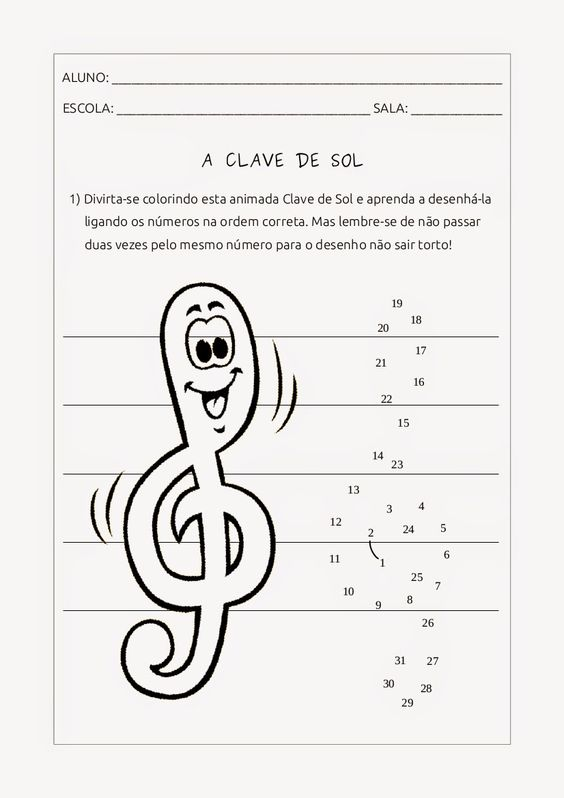 ALUNO: ______________________________________________
ESCOLA: ______________________________ SALA: ___________
A CLAVE DE SOL
1) Divirta-se colorindo esta animada Clave de Sol e aprenda a desenhá-la
ligando os números na ordem correta. Mas lembre-se de não passar
duas vezes pelo mesmo número para o desenho não sair torto!
19
18
20
17
21
16
22
15
14
23
13
3 4
12
2 24 5
11 1 6
25
10 7
9 8
26
31 27
30 28
29